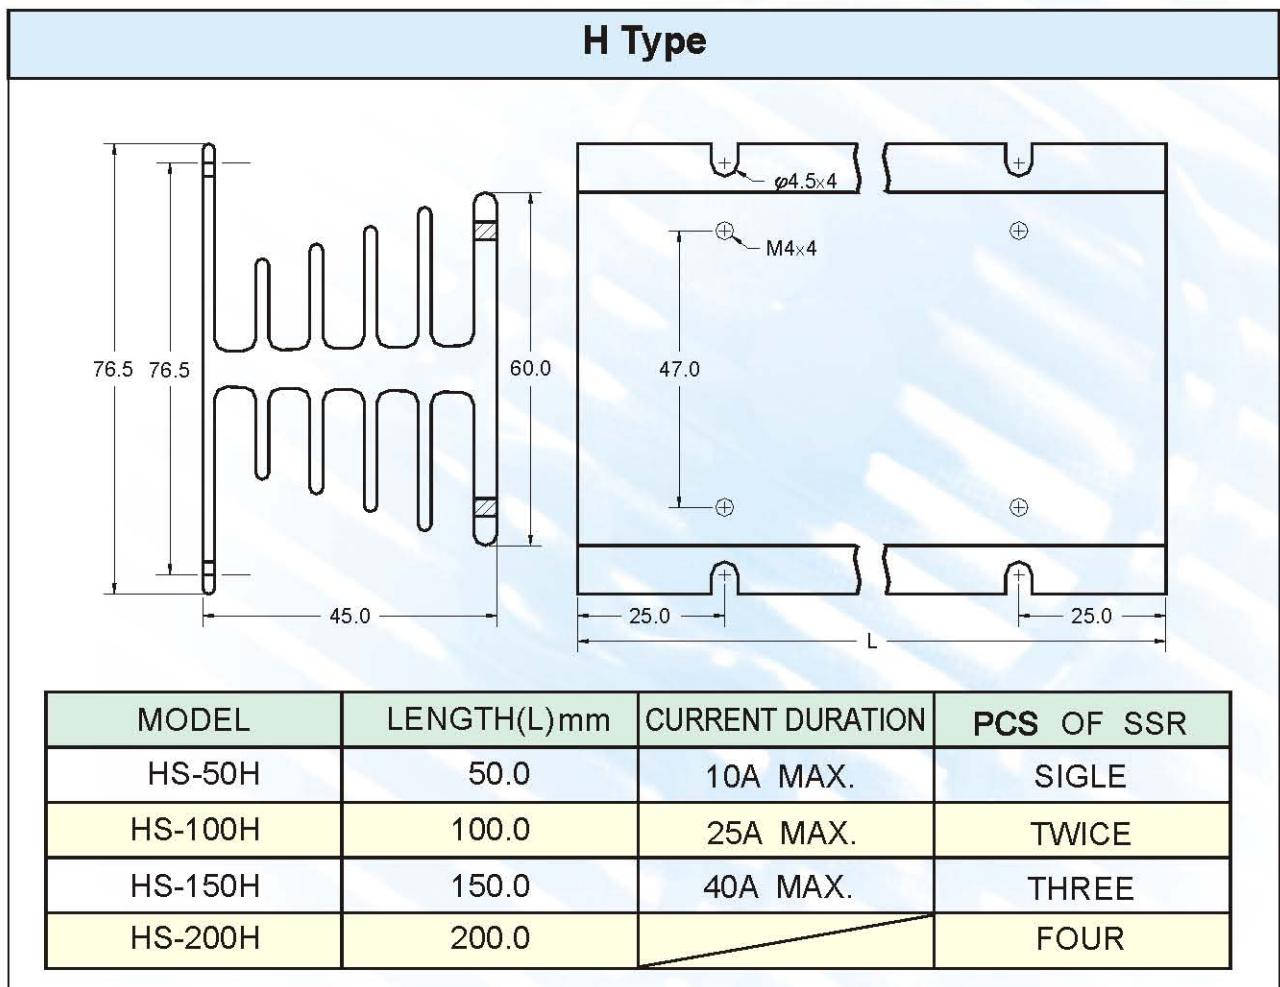 H Type
φ4.5×4
M4×4
76.5 76.5 60.0 47.0
45.0 25.0 25.0
L
MODEL LENGTH(L)mm CURRENT DURATION PCS OF SSR
HS-50H 50.0 10A MAX. SIGLE
HS-100H 100.0 25A MAX. TWICE
HS-150H 150.0 40A MAX. THREE
HS-200H 200.0 FOUR